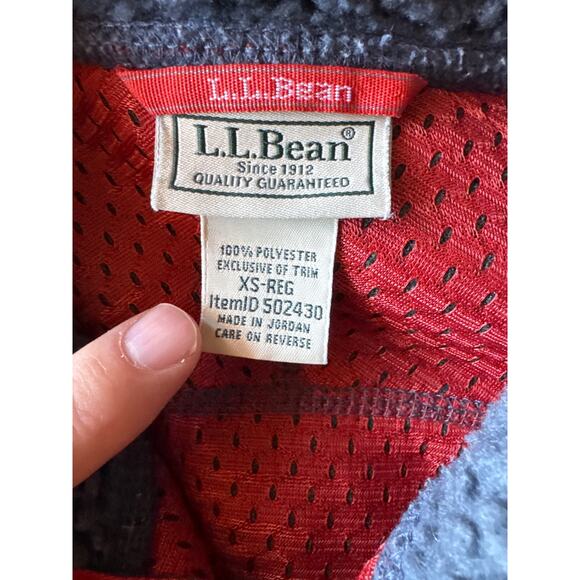 L.L.Bean
L.L.Bean®
Since 1912
QUALITY GUARANTEED
100% POLYESTER
EXCLUSIVE OF TRIM
XS-REG
ItemID 502430
MADE IN JORDAN
CARE ON REVERSE